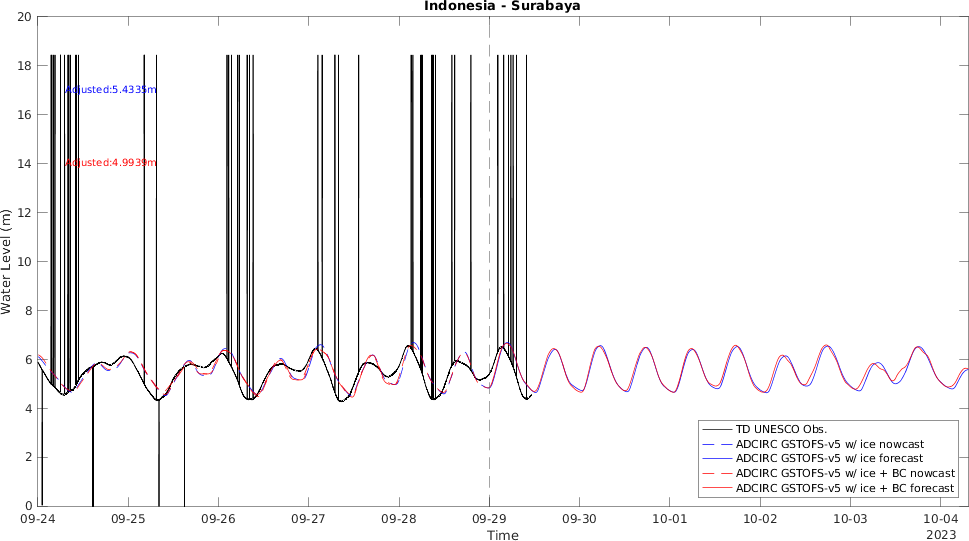 Indonesia - Surabaya
20
18
16
14
12
10
8
6
4
2
0
Water Level (m)
Adjusted:5.4335m
Adjusted:4.9939m
TD UNESCO Obs.
ADCIRC GSTOFS-v5 w/ ice nowcast
ADCIRC GSTOFS-v5 w/ ice forecast
ADCIRC GSTOFS-v5 w/ ice + BC nowcast
ADCIRC GSTOFS-v5 w/ ice + BC forecast
09-24 09-25 09-26 09-27 09-28 09-29 09-30 10-01 10-02 10-03 10-04
Time
2023